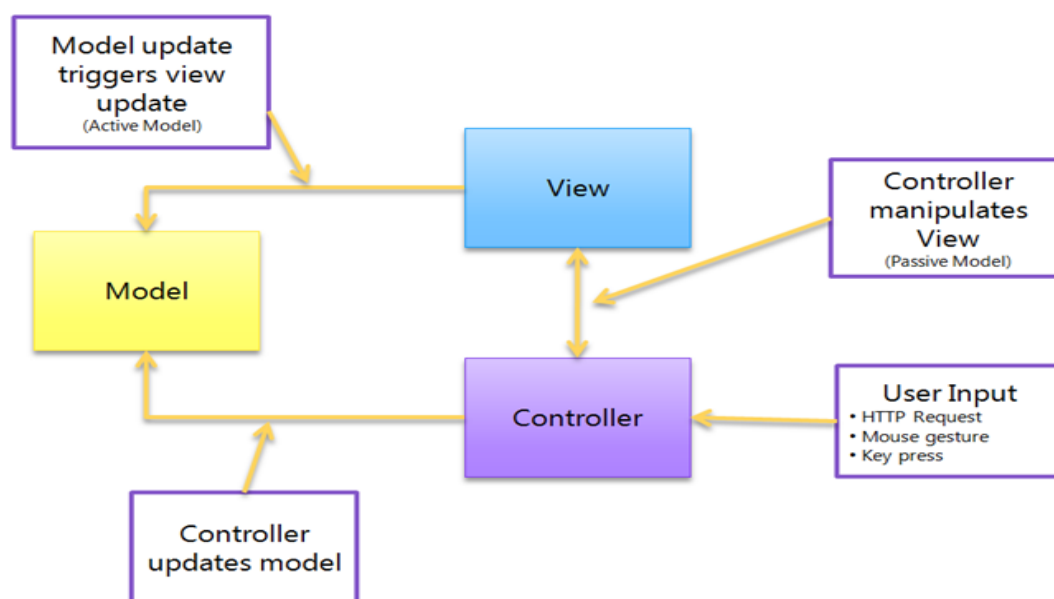 Model update
triggers view
update
(Active Model)
View
Controller
manipulates
View
(Passive Model)
Model
Controller
User Input
• HTTP Request
• Mouse gesture
• Key press
Controller
updates model